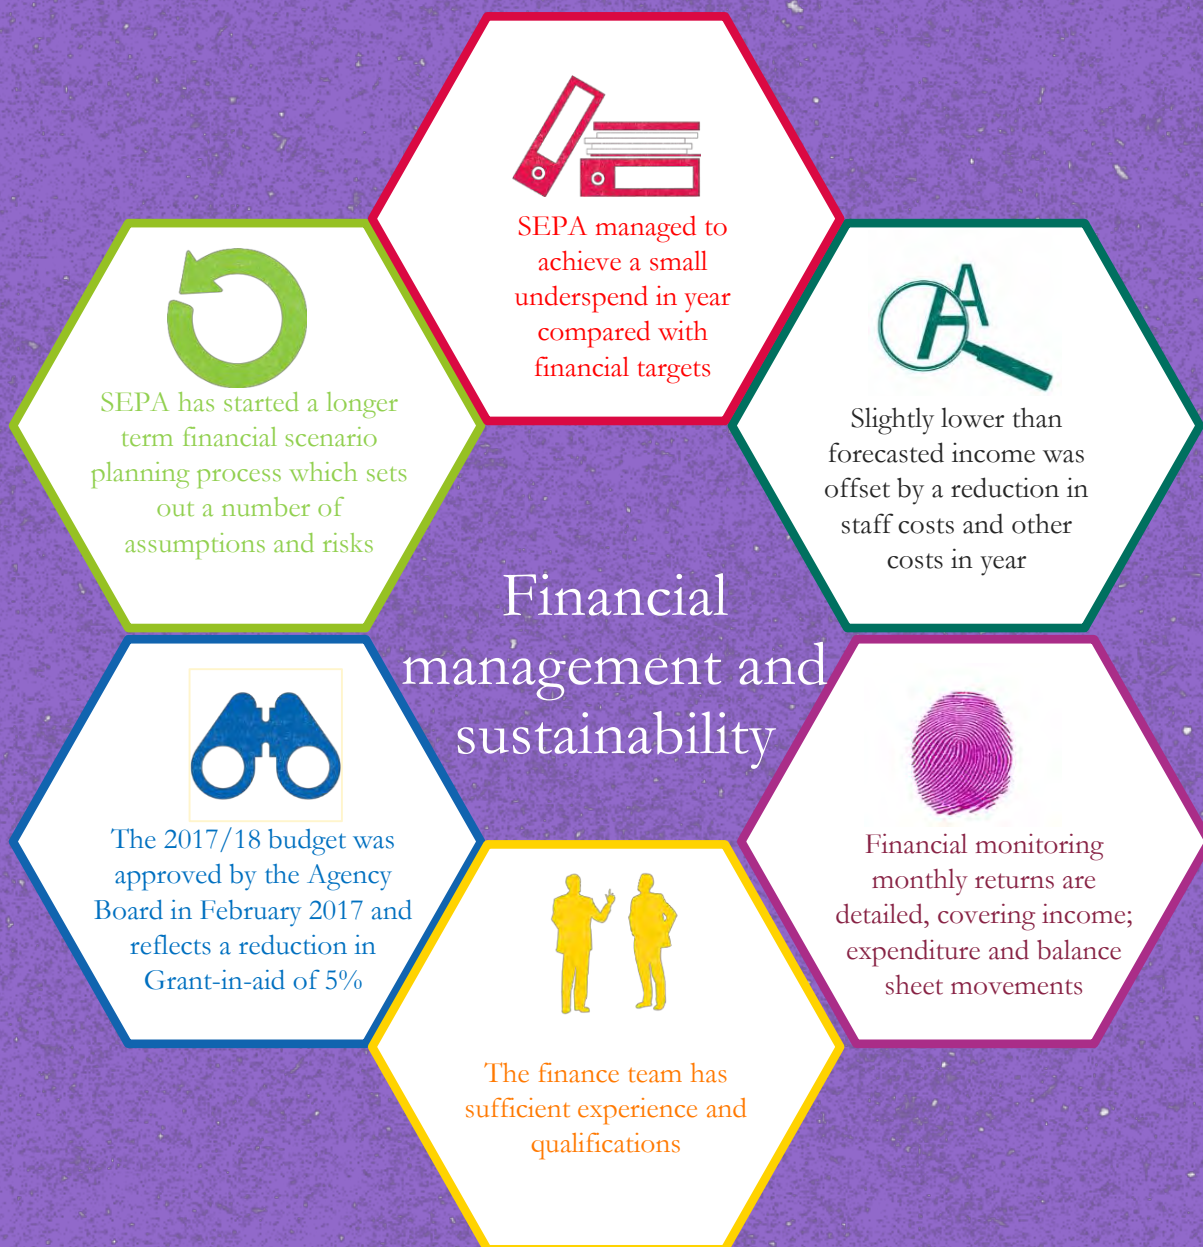 SEPA managed to
achieve a small
underspend in year
compared with
financial targets
SEPA has started a longer
term financial scenario
planning process which sets
out a number of
assumptions and risks
Slightly lower than
forecasted income was
offset by a reduction in
staff costs and other
costs in year
Financial
management and
sustainability
The 2017/18 budget was
approved by the Agency
Board in February 2017 and
reflects a reduction in
Grant-in-aid of 5%
Financial monitoring
monthly returns are
detailed, covering income;
expenditure and balance
sheet movements
The finance team has
sufficient experience and
qualifications